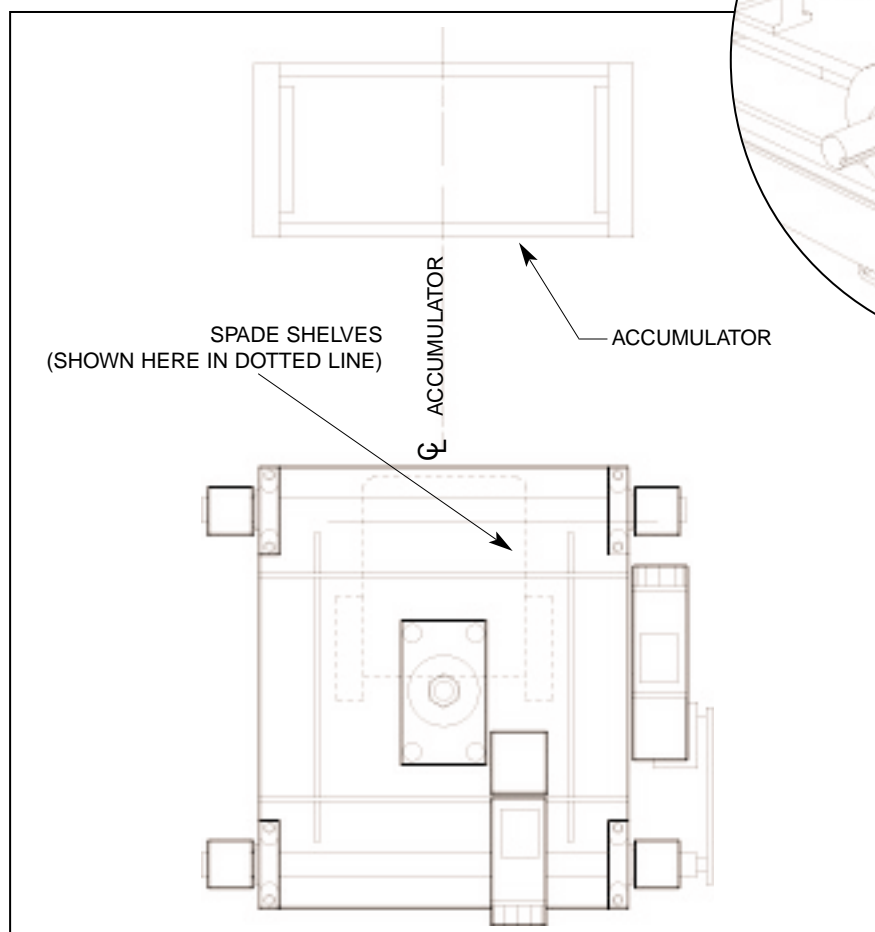 SPADE SHELVES
(SHOWN HERE IN DOTTED LINE)
℄ ACCUMULATOR
ACCUMULATOR